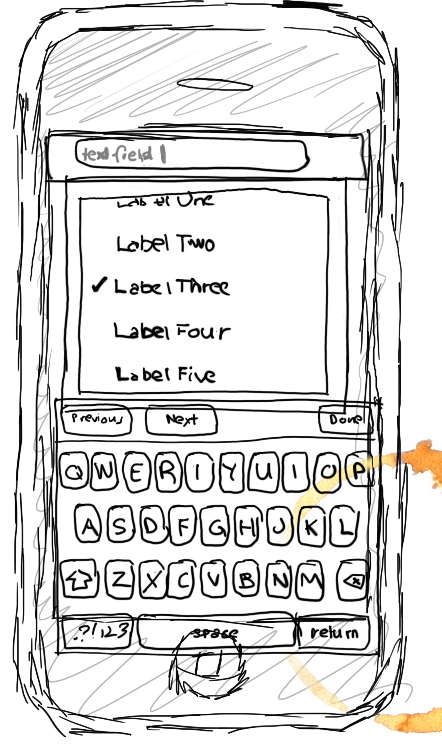 text field
Label One
Label Two
✓ Label Three
Label Four
Label Five
Previous Next Done
Q W E R I Y U I O P
A S D F G H J K L
Z X C V B N M
.?!123 space return